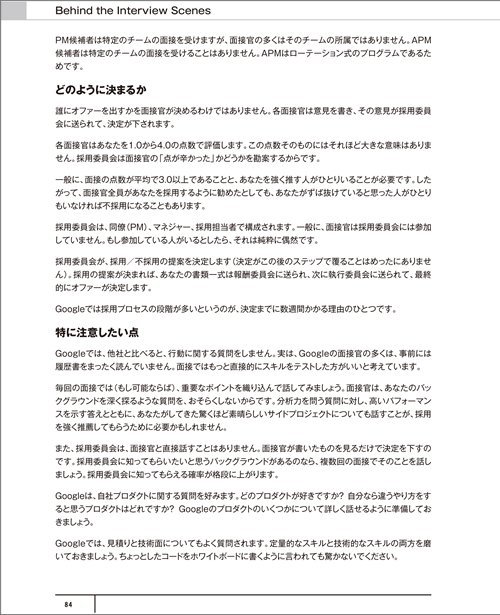 Behind the Interview Scenes
PM候補者は特定のチームの面接を受けますが、面接官の多くはそのチームの所属ではありません。APM
候補者は特定のチームの面接を受けることはありません。APMはローテーション式のプログラムであるた
めです。
どのように決まるか
誰にオファーを出すかを面接官が決めるわけではありません。各面接官は意見を書き、その意見が採用委員
会に送られて、決定が下されます。
各面接官はあなたを1.0から4.0の点数で評価します。この点数そのものにはそれほど大きな意味はありま
せん。採用委員会は面接官の「点が辛かった」かどうかを勘案するからです。
一般に、面接の点数が平均で3.0以上であることと、あなたを強く推す人がひとりいることが必要です。した
がって、面接官全員があなたを採用するように勧めたとしても、あなたがずば抜けていると思った人がひとり
もいなければ不採用になることもあります。
採用委員会は、同僚（PM）、マネジャー、採用担当者で構成されます。一般に、面接官は採用委員会には参加
していません。もし参加している人がいるとしたら、それは純粋に偶然です。
採用委員会が、採用／不採用の提案を決定します（決定がこの後のステップで覆ることはめったにありませ
ん）。採用の提案が決まれば、あなたの書類一式は報酬委員会に送られ、次に執行委員会に送られて、最終
的にオファーが決定します。
Googleでは採用プロセスの段階が多いというのが、決定までに数週間かかる理由のひとつです。
特に注意したい点
Googleでは、他社と比べると、行動に関する質問をしません。実は、Googleの面接官の多くは、事前には
履歴書をまったく読んでいません。面接ではもっと直接的にスキルをテストした方がいいと考えています。
毎回の面接では（もし可能ならば）、重要なポイントを織り込んで話してみましょう。面接官は、あなたのバッ
クグラウンドを深く探るような質問を、おそらくしないからです。分析力を問う質問に対し、高いパフォーマン
スを示す答えとともに、あなたがしてきた驚くほど素晴らしいサイドプロジェクトについても話すことが、採用
を強く推薦してもらうために必要かもしれません。
また、採用委員会は、面接官と直接話すことはありません。面接官が書いたものを見るだけで決定を下すので
す。採用委員会に知ってもらいたいと思うバックグラウンドがあるのなら、複数回の面接でそのことを話し
ましょう。採用委員会に知ってもらえる確率が格段に上がります。
Googleは、自社プロダクトに関する質問を好みます。どのプロダクトが好きですか？ 自分なら違うやり方をす
ると思うプロダクトはどれですか？ Googleのプロダクトのいくつかについて詳しく話せるように準備してお
きましょう。
Googleでは、見積りと技術面についてもよく質問されます。定量的なスキルと技術的なスキルの両方を磨
いておきましょう。ちょっとしたコードをホワイトボードに書くように言われても驚かないでください。
84